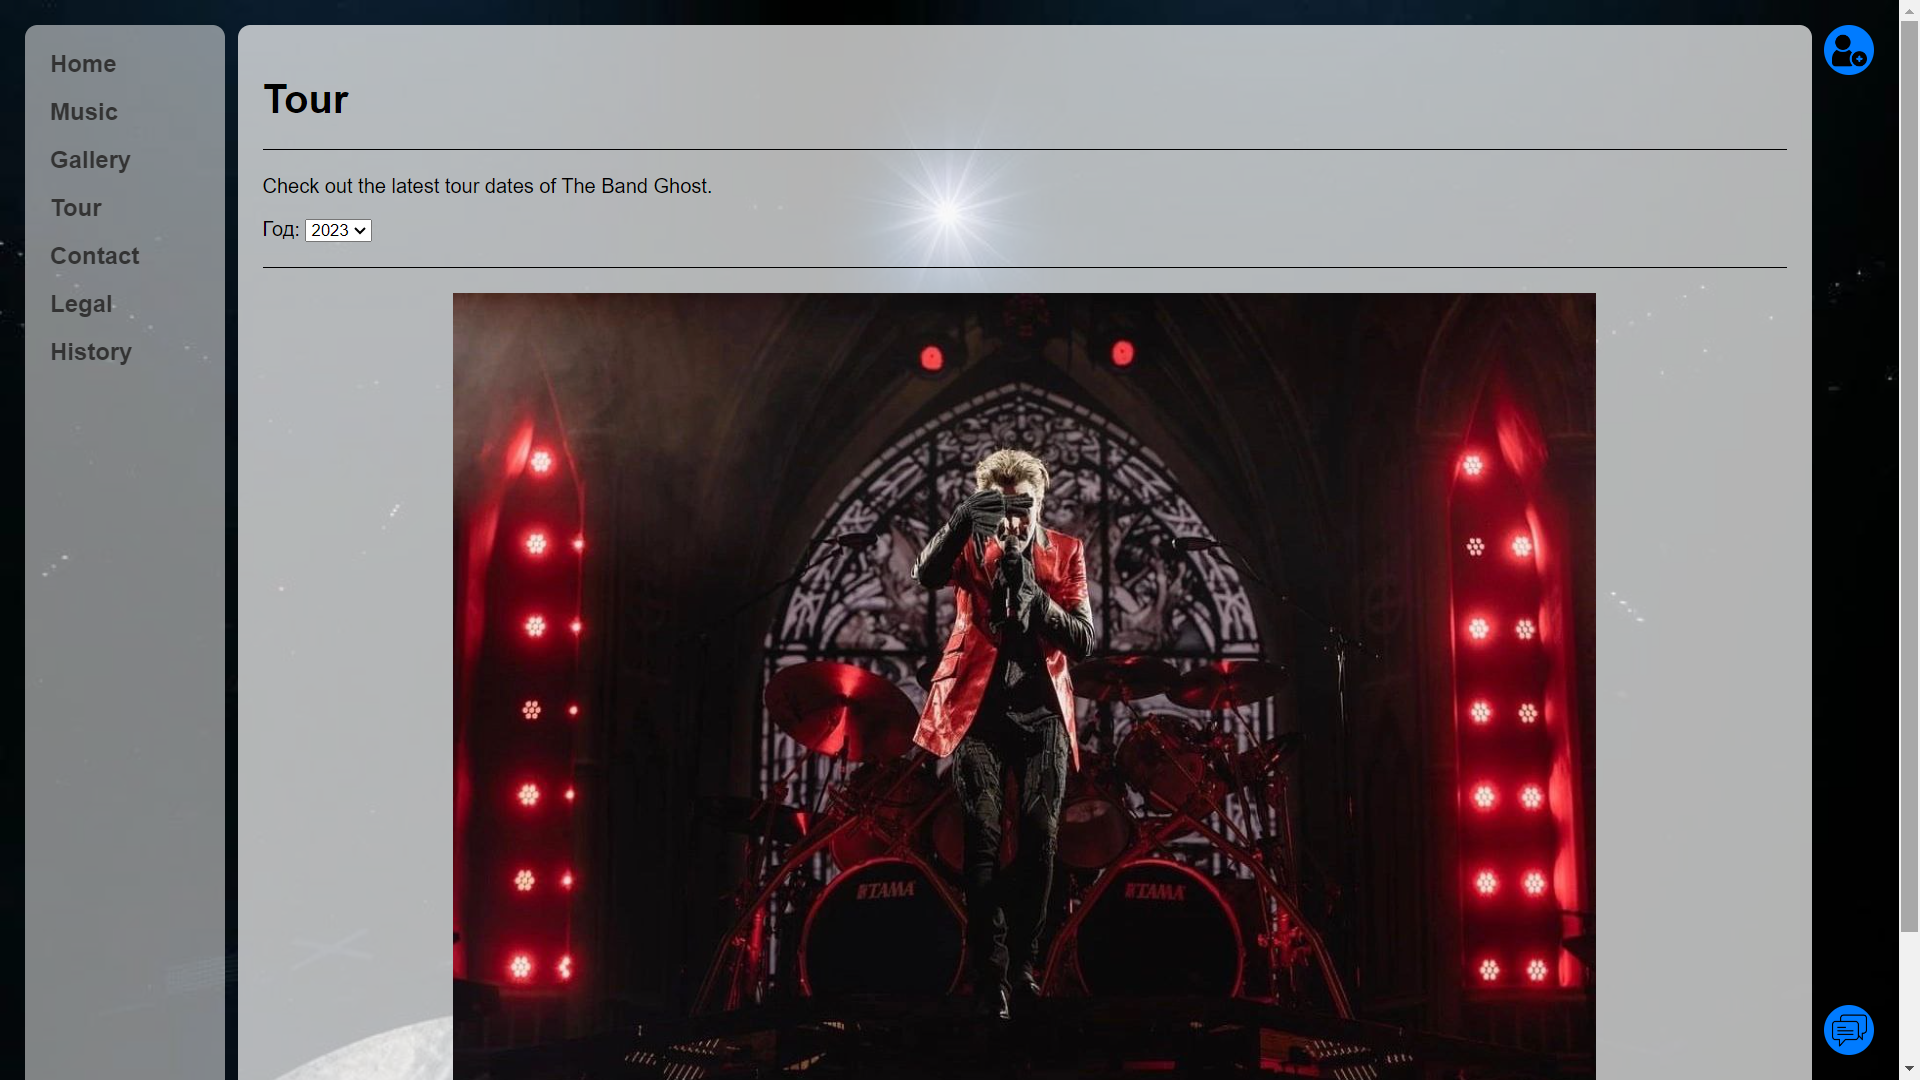 Home
Music
Gallery
Tour
Contact
Legal
History
Tour
Check out the latest tour dates of The Band Ghost.
Год: 2023
TAMA
TAMA